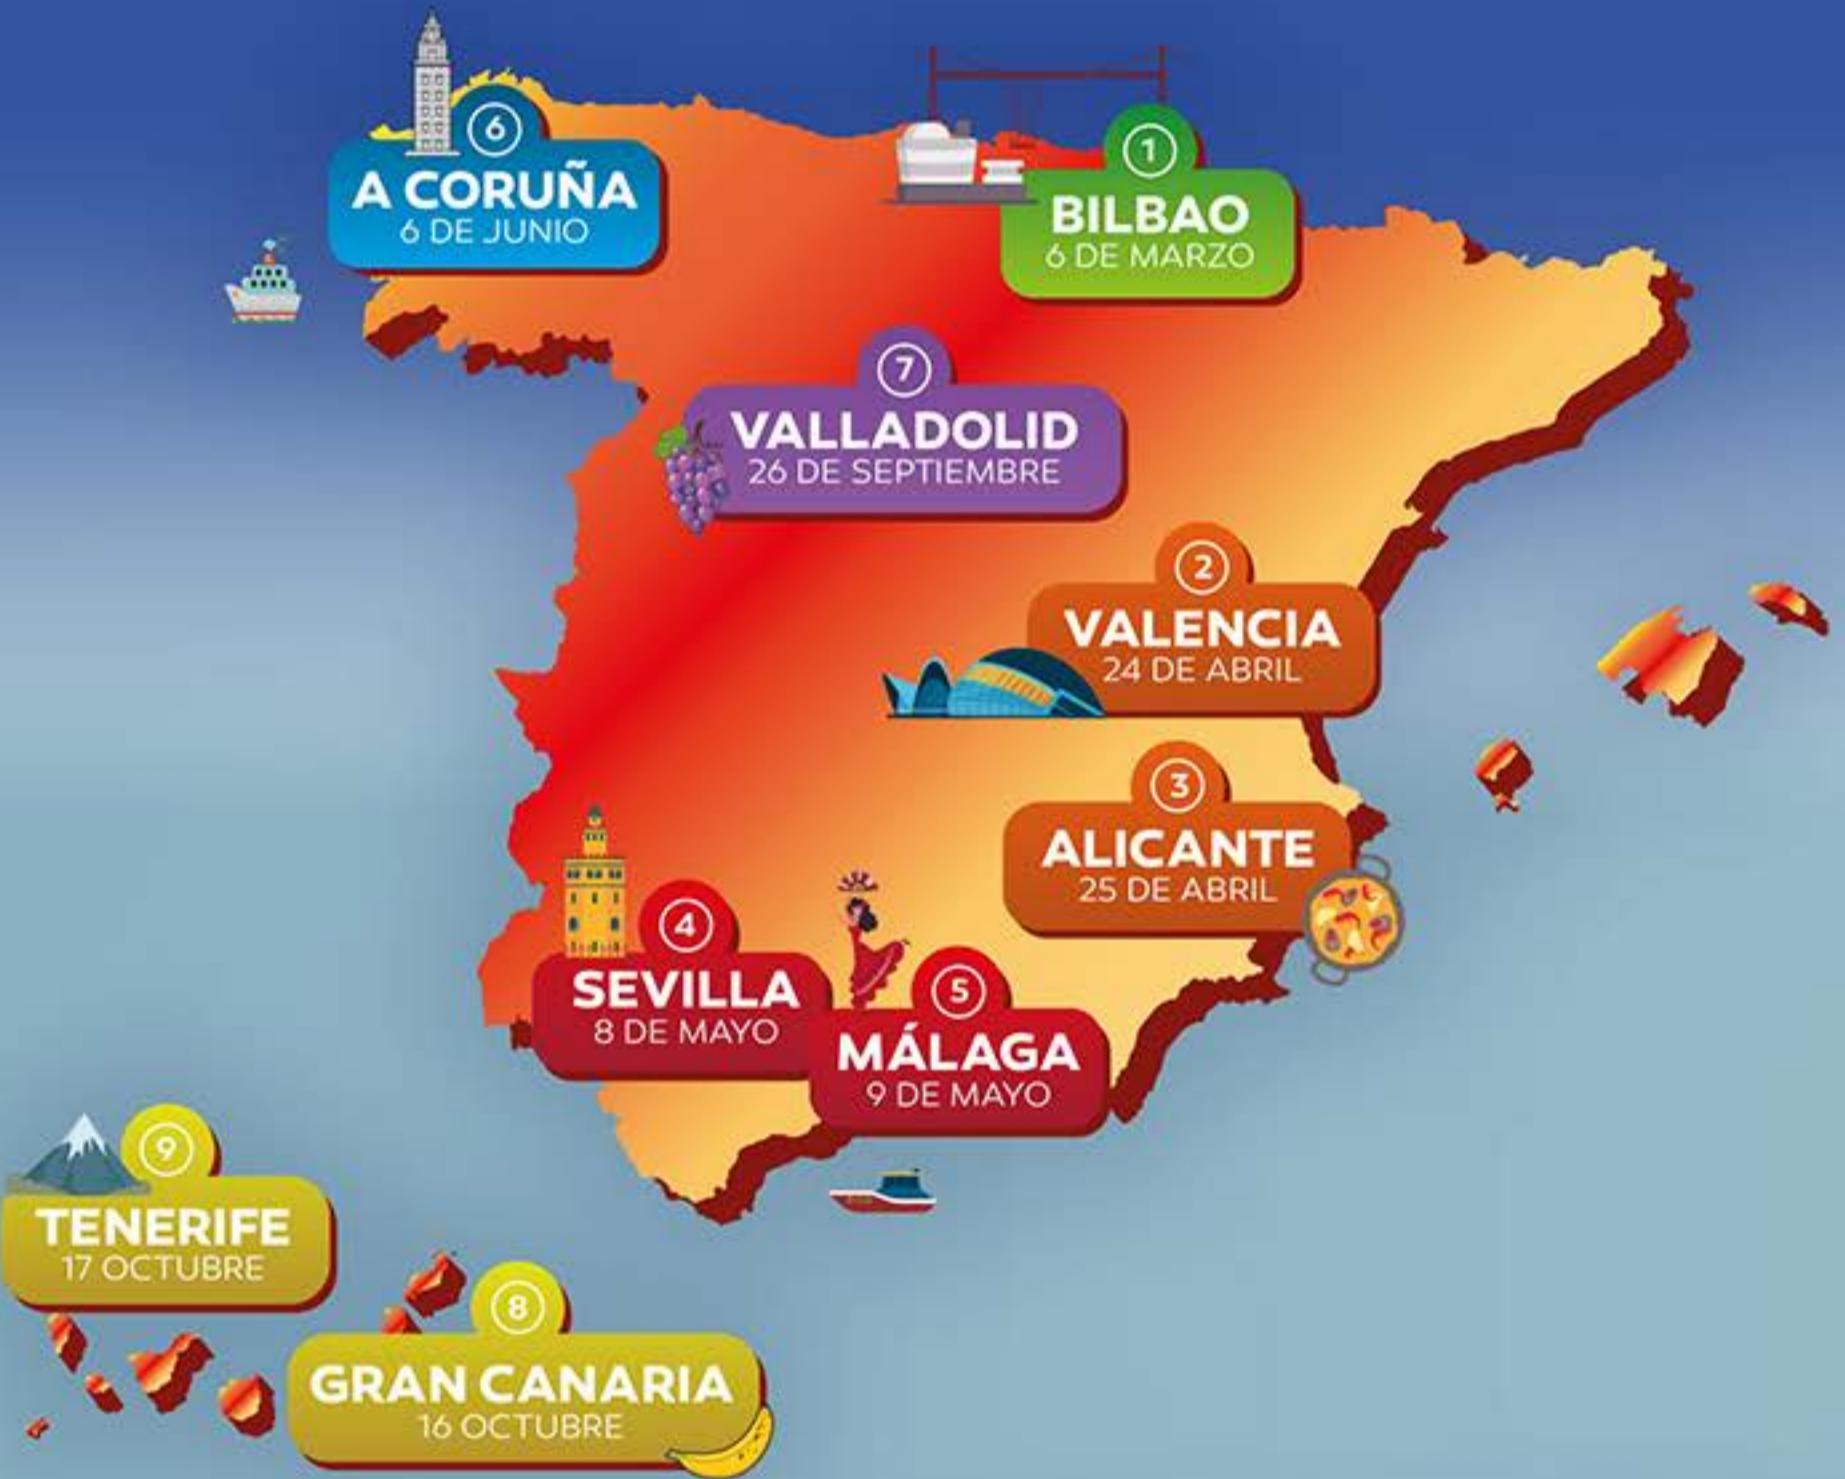 6
A CORUÑA
6 DE JUNIO
1
BILBAO
6 DE MARZO
7
VALLADOLID
26 DE SEPTIEMBRE
2
VALENCIA
24 DE ABRIL
3
ALICANTE
25 DE ABRIL
4
SEVILLA
8 DE MAYO
5
MÁLAGA
9 DE MAYO
9
TENERIFE
17 OCTUBRE
8
GRAN CANARIA
16 OCTUBRE